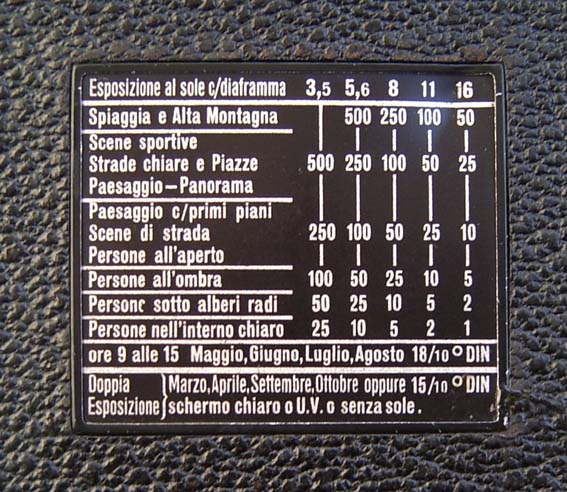 Esposizione al sole c/diaframma 3,5 5,6 8 11 16
Spiaggia e Alta Montagna 500 250 100 50
Scene sportive
Strade chiare e Piazze 500 250 100 50 25
Paesaggio-Panorama
Paesaggio c/primi piani
Scene di strada 250 100 50 25 10
Persone all'aperto
Persone all'ombra 100 50 25 10 5
Persone sotto alberi radi 50 25 10 5 2
Persone nell'interno chiaro 25 10 5 2 1
ore 9 alle 15 Maggio, Giugno, Luglio, Agosto 18/10 ° DIN
Doppia Marzo, Aprile, Settembre, Ottobre oppure 15/10 ° DIN
Esposizione schermo chiaro o U.V. o senza sole.